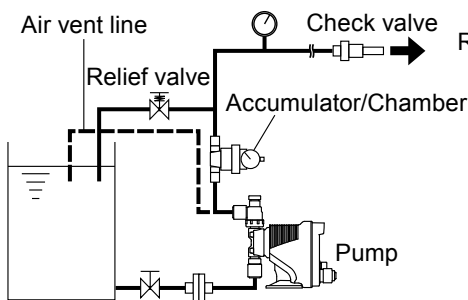 Air vent line
Check valve
R
Relief valve
Accumulator/Chamber
Pump